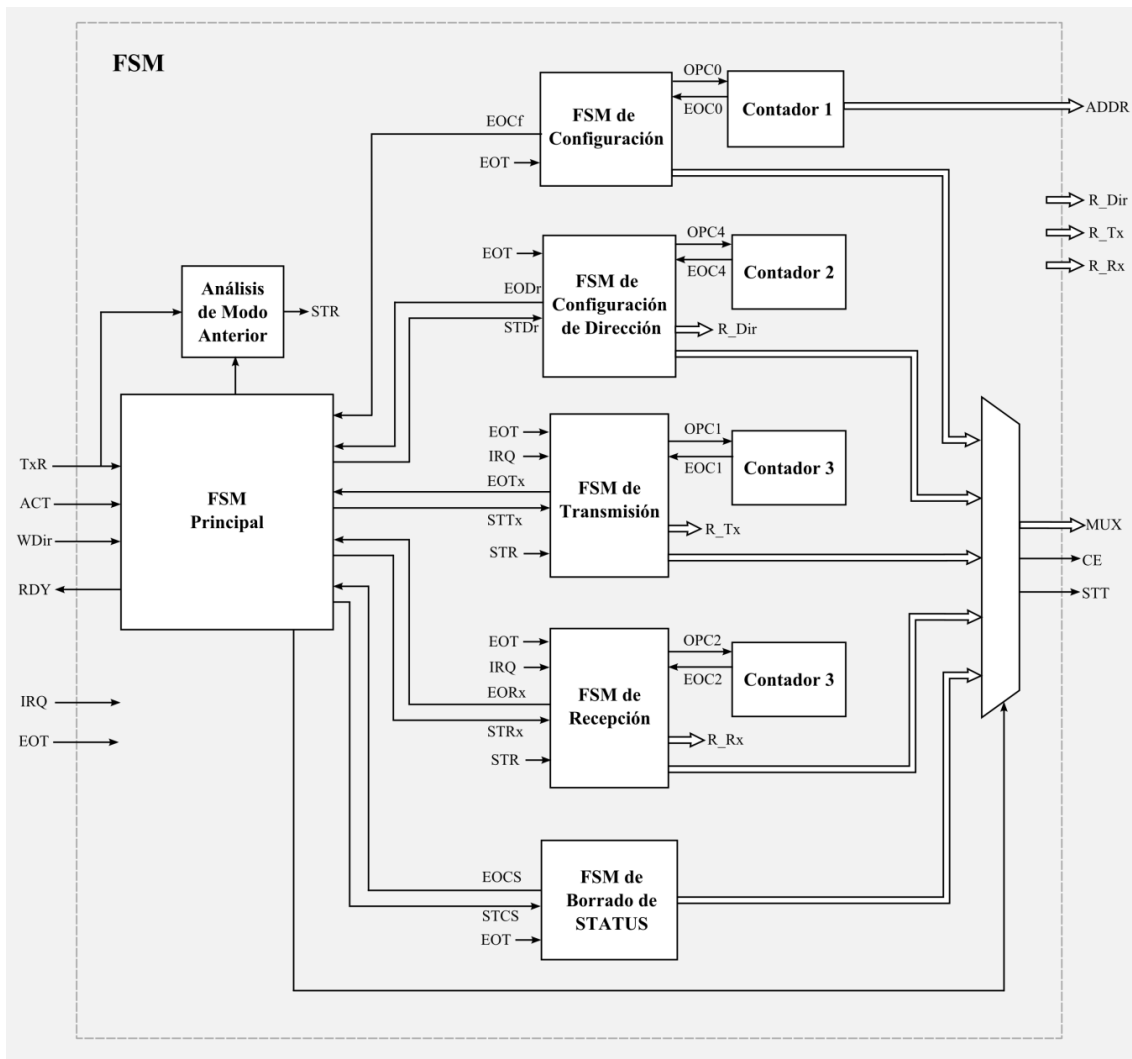 FSM
FSM de
Configuración
OPC0
EOC0
Contador 1
ADDR
EOCf
EOT
R_Dir
R_Tx
R_Rx
FSM de
Configuración
de Dirección
EOT
EODr
STDr
OPC4
EOC4
Contador 2
R_Dir
Análisis
de Modo
Anterior
STR
FSM
Principal
TxR
ACT
WDir
RDY
IRQ
EOT
EOT
IRQ
EOTx
STTx
STR
FSM de
Transmisión
OPC1
EOC1
Contador 3
R_Tx
MUX
CE
STT
EOT
IRQ
EORx
STRx
STR
FSM de
Recepción
OPC2
EOC2
Contador 3
R_Rx
EOCS
STCS
EOT
FSM de
Borrado de
STATUS